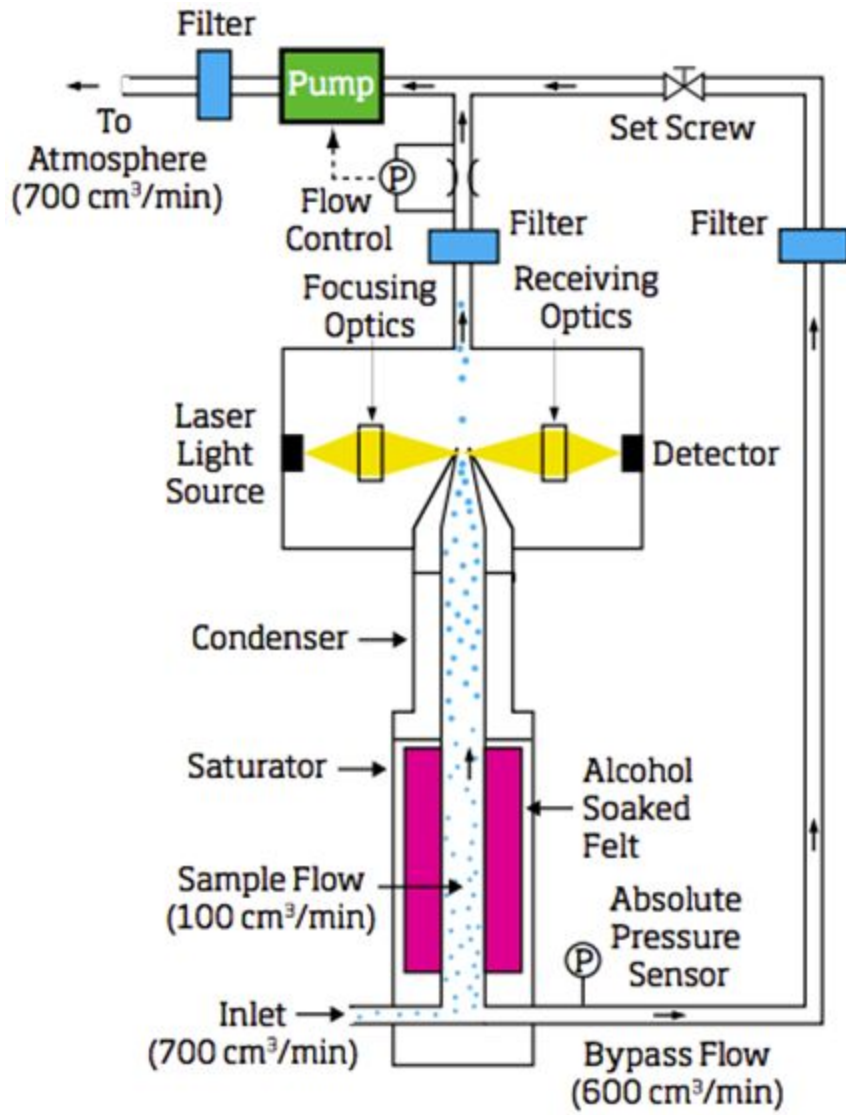 Filter
Pump
To
Atmosphere
(700 cm³/min)
Set Screw
P
Flow
Control
Filter
Filter
Focusing
Optics
Receiving
Optics
Laser
Light
Source
Detector
Condenser
Saturator
Alcohol
Soaked
Felt
Sample Flow
(100 cm³/min)
Absolute
Pressure
Sensor
P
Inlet
(700 cm³/min)
Bypass Flow
(600 cm³/min)